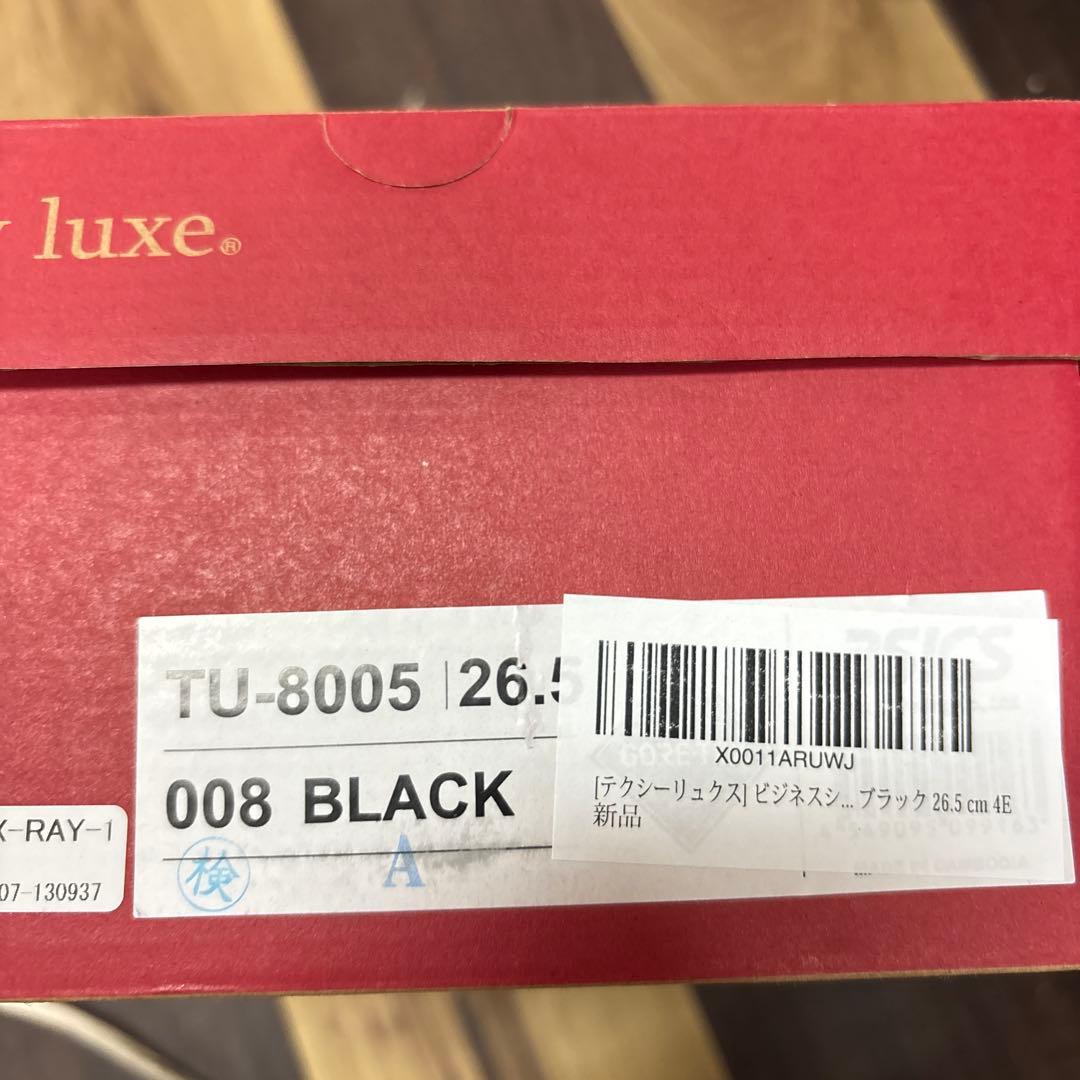 luxe®
TU-8005 | 26.5
008 BLACK
検 A
X-RAY-1
07-130937
X0011ARUWJ
[テクシーリュクス] ビジネスシ... ブラック 26.5 cm 4E
新品